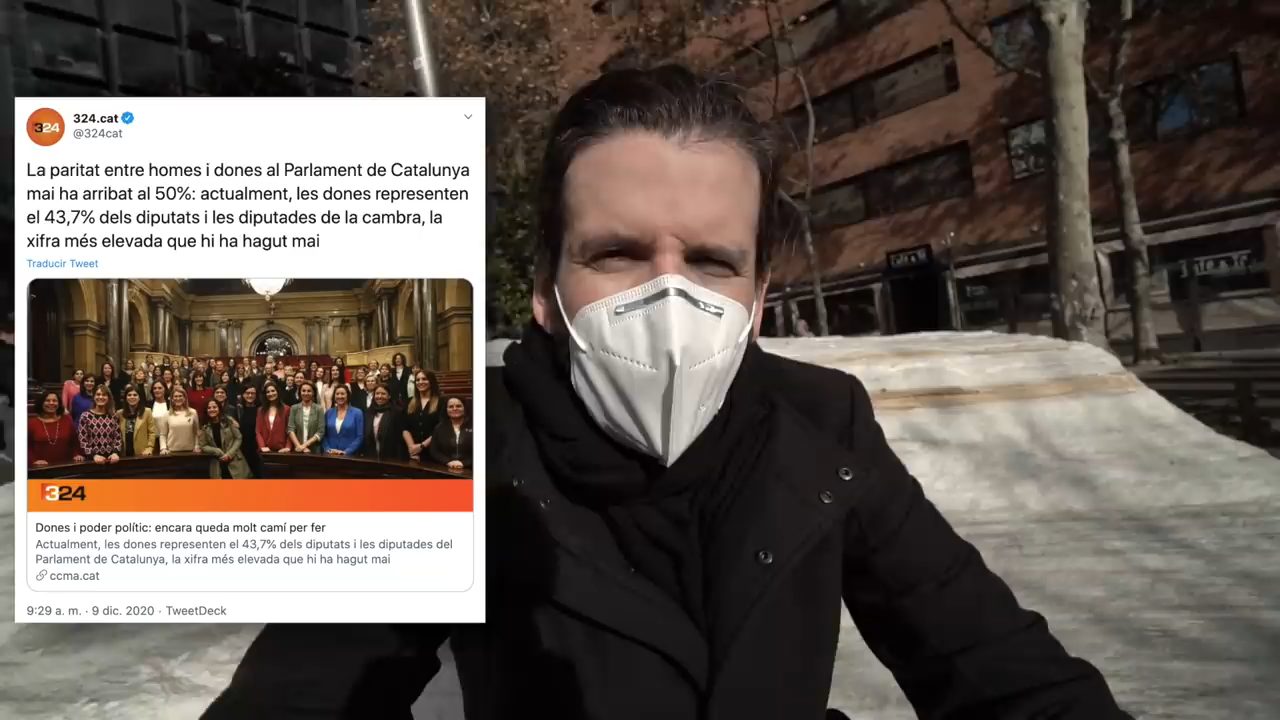 324
324.cat
@324cat
La paritat entre homes i dones al Parlament de Catalunya
mai ha arribat al 50%: actualment, les dones representen
el 43,7% dels diputats i les diputades de la cambra, la
xifra més elevada que hi ha hagut mai
Traducir Tweet
324
Dones i poder polític: encara queda molt camí per fer
Actualment, les dones representen el 43,7% dels diputats i les diputades del
Parlament de Catalunya, la xifra més elevada que hi ha hagut mai
ccma.cat
9:29 a. m. · 9 dic. 2020 · TweetDeck